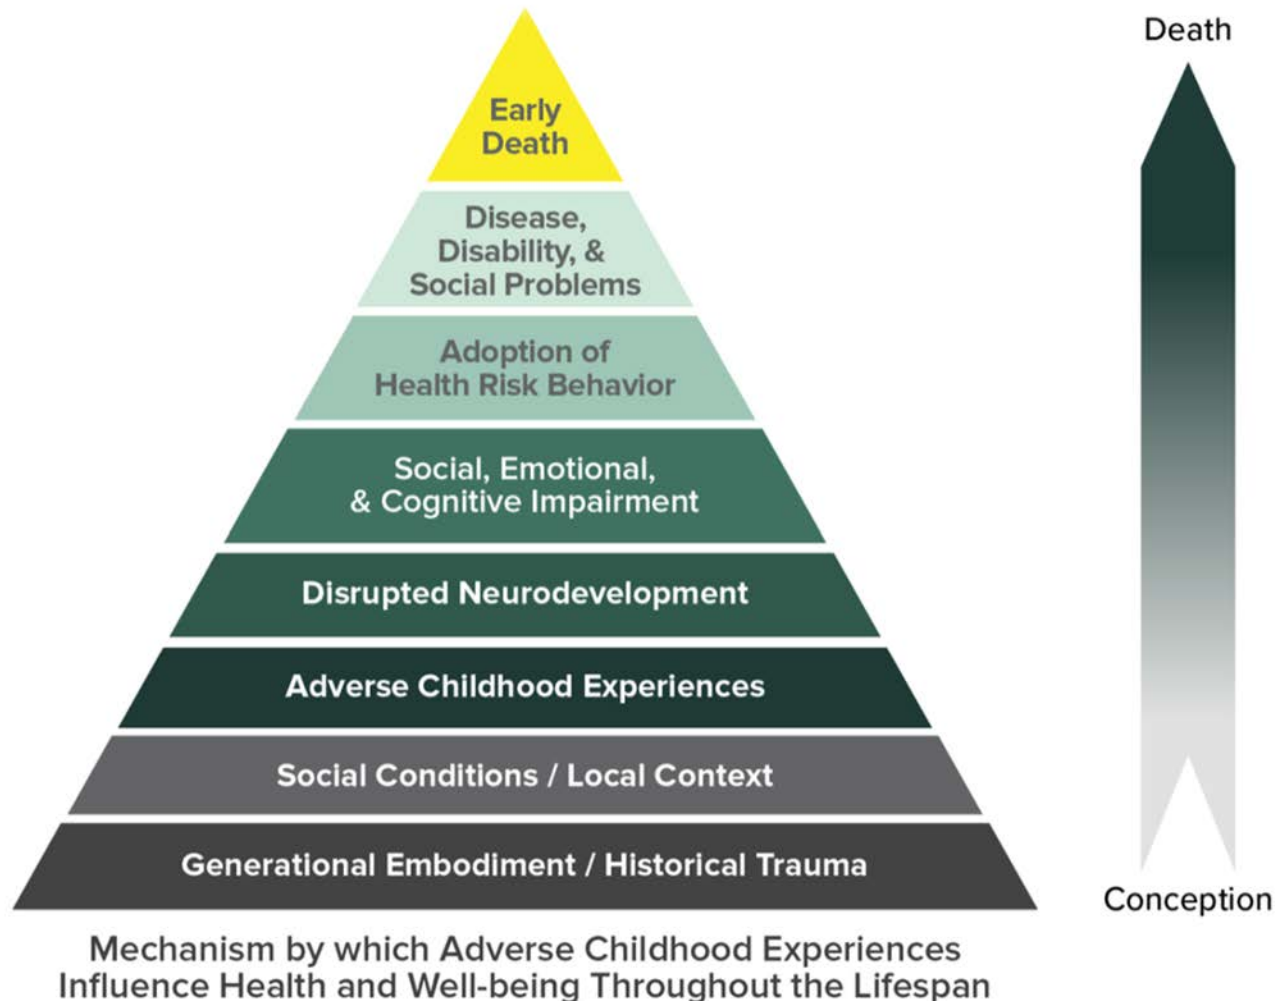 Death
Early
Death
Disease,
Disability, &
Social Problems
Adoption of
Health Risk Behavior
Social, Emotional,
& Cognitive Impairment
Disrupted Neurodevelopment
Adverse Childhood Experiences
Social Conditions / Local Context
Generational Embodiment / Historical Trauma
Conception
Mechanism by which Adverse Childhood Experiences
Influence Health and Well-being Throughout the Lifespan